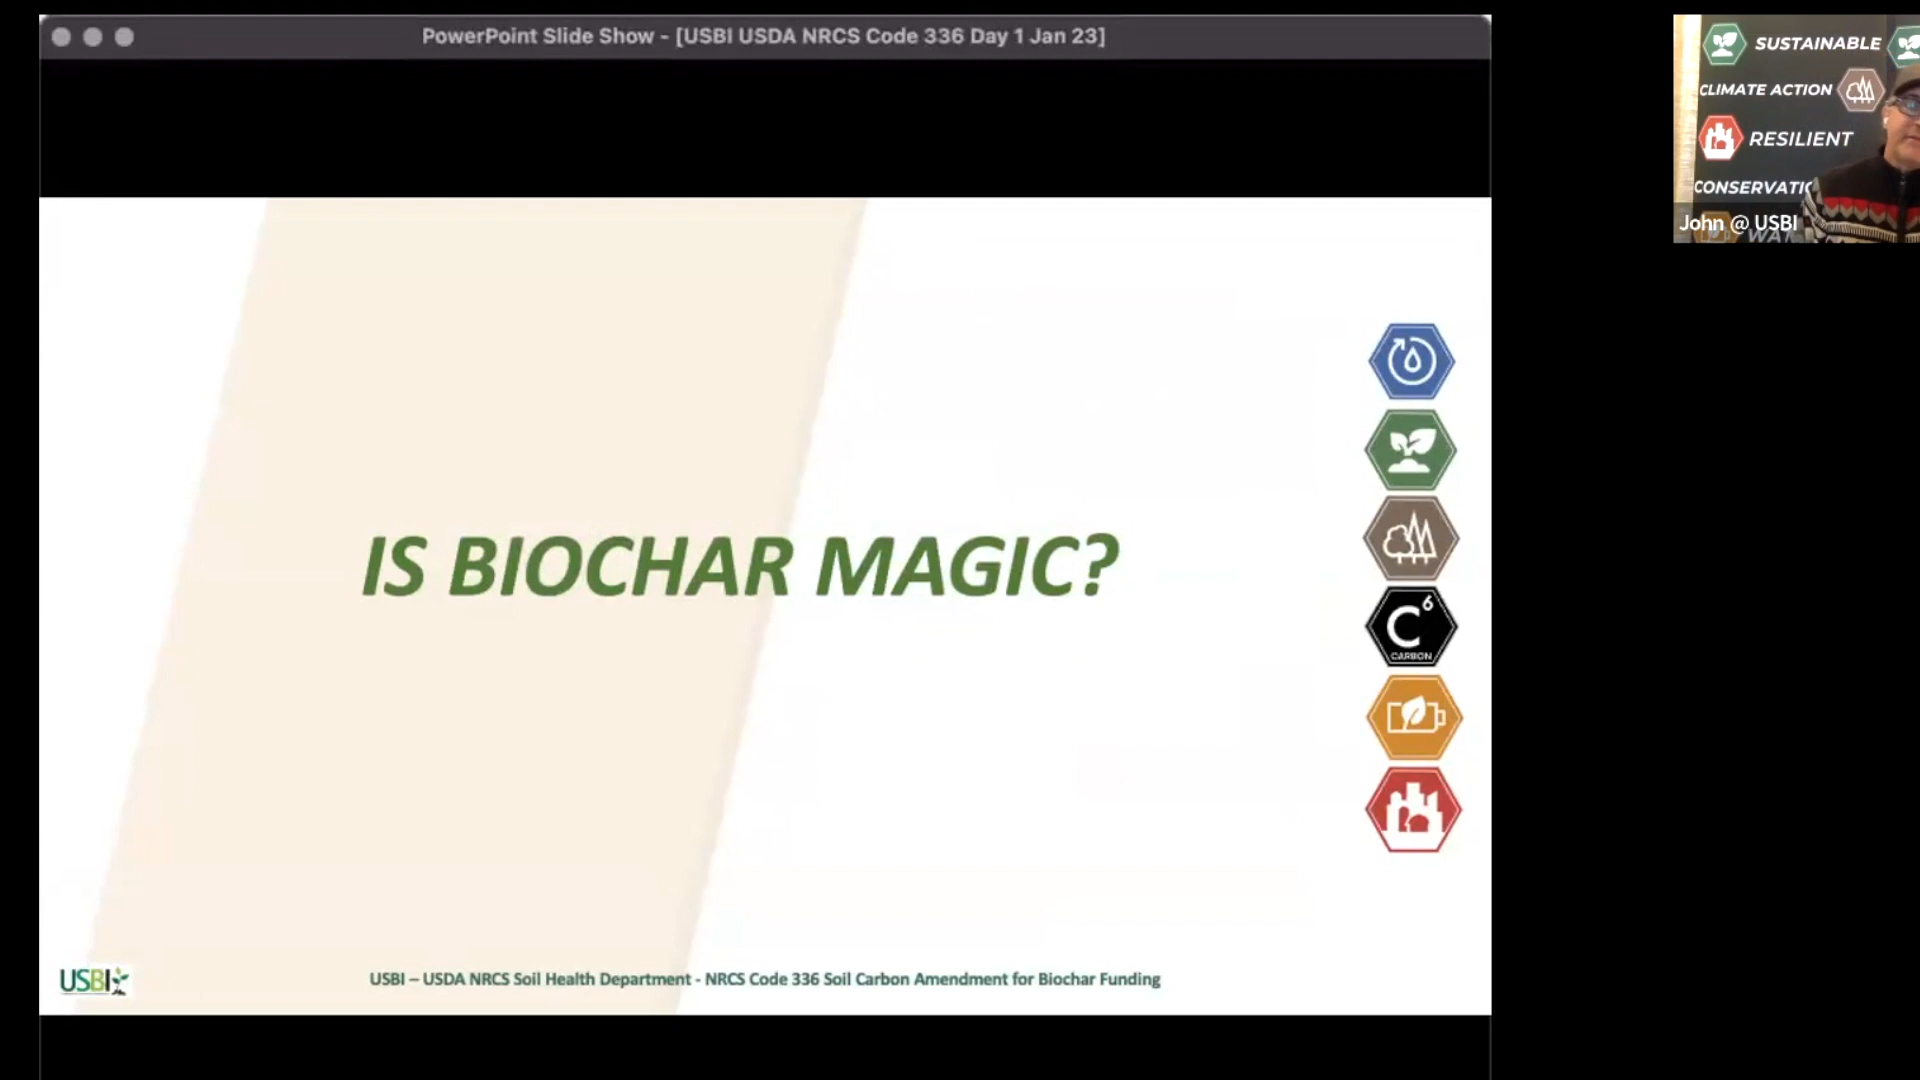 PowerPoint Slide Show - [USBI USDA NRCS Code 336 Day 1 Jan 23]
SUSTAINABLE
CLIMATE ACTION
RESILIENT
CONSERVATIO
John @ USBI
WAT
IS BIOCHAR MAGIC?
C 6
CARBON
USBI
USBI – USDA NRCS Soil Health Department - NRCS Code 336 Soil Carbon Amendment for Biochar Funding